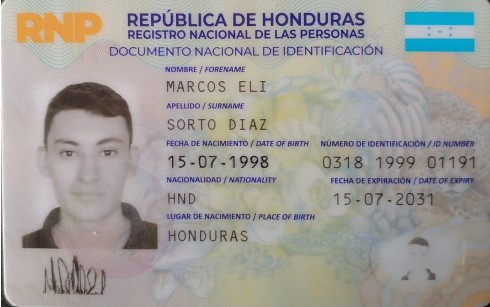 RNP
REPÚBLICA DE HONDURAS
REGISTRO NACIONAL DE LAS PERSONAS
DOCUMENTO NACIONAL DE IDENTIFICACIÓN
NOMBRE / FORENAME
MARCOS ELI
APELLIDO / SURNAME
SORTO DIAZ
FECHA DE NACIMIENTO / DATE OF BIRTH NÚMERO DE IDENTIFICACIÓN / ID NUMBER
15-07-1998 0318 1999 01191
NACIONALIDAD / NATIONALITY FECHA DE EXPIRACIÓN / DATE OF EXPIRY
HND 15-07-2031
LUGAR DE NACIMIENTO / PLACE OF BIRTH
HONDURAS